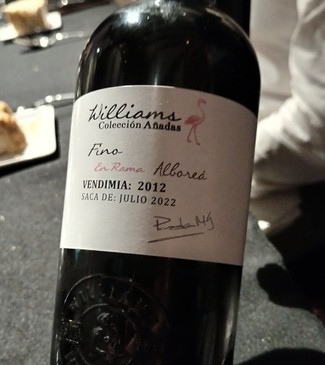 Williams
Colección Añadas
Fino
En Rama Alboreá
VENDIMIA: 2012
SACA DE: JULIO 2022